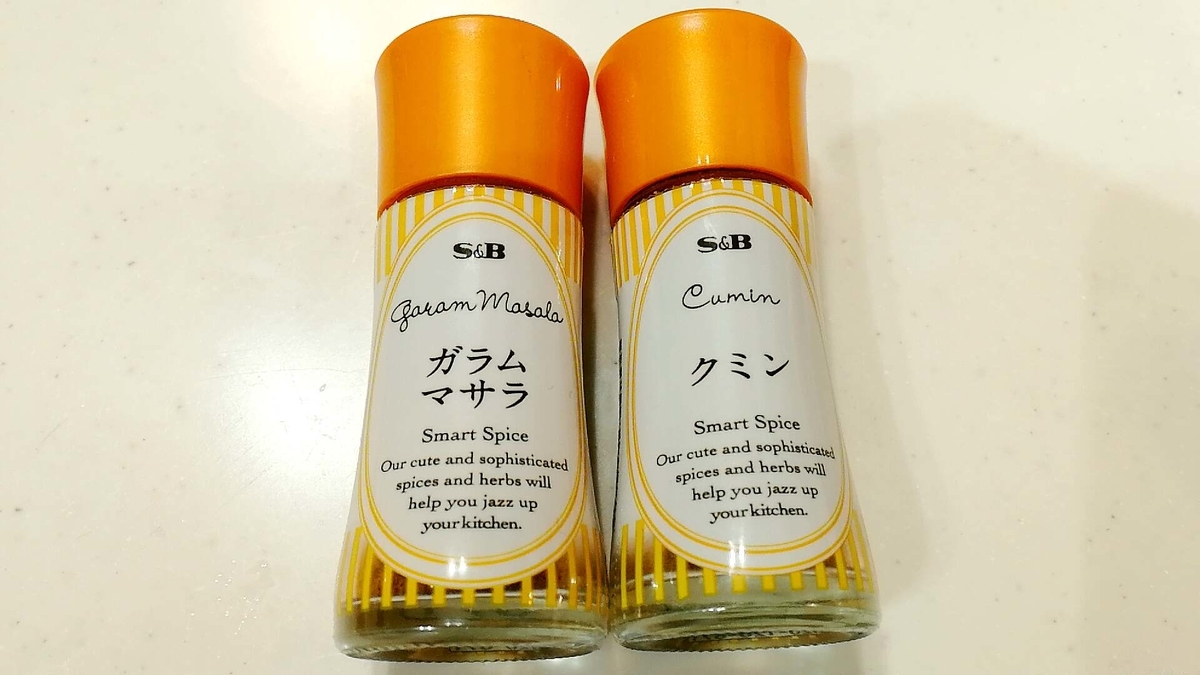 S&B
Garam Masala
ガラム
マサラ
Smart Spice
Our cute and sophisticated
spices and herbs will
help you jazz up
your kitchen.
S&B
Cumin
クミン
Smart Spice
Our cute and sophisticated
spices and herbs will
help you jazz up
your kitchen.